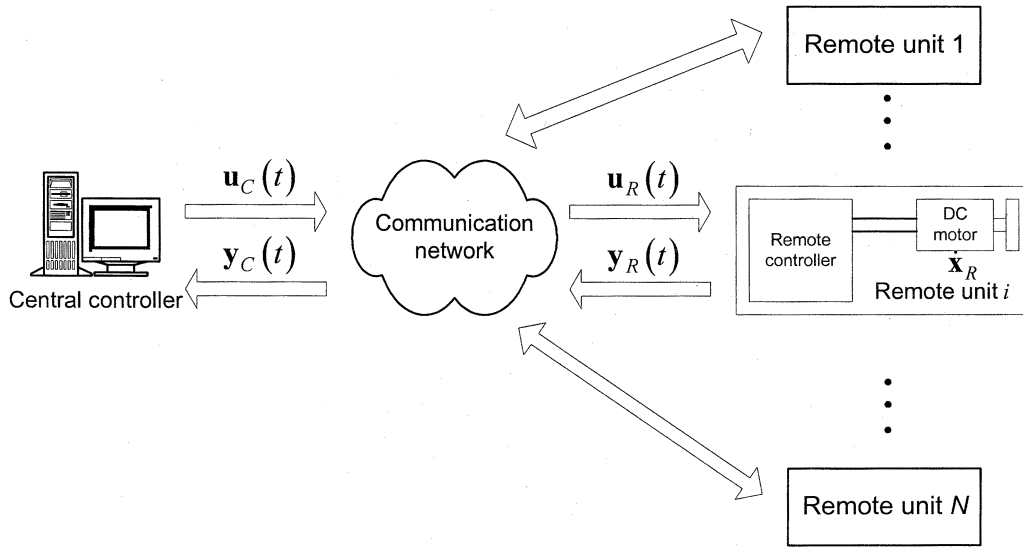 Remote unit 1
u_C(t)
u_R(t)
Communication
network
y_C(t)
y_R(t)
Central controller
Remote
controller
DC
motor
x_R
Remote unit i
Remote unit N